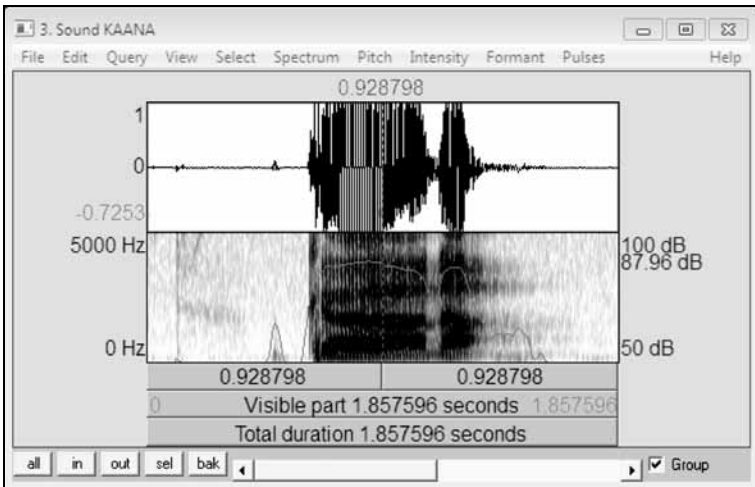 3. Sound KAANA
File Edit Query View Select Spectrum Pitch Intensity Formant Pulses Help
0.928798
1
0
-0.7253
5000 Hz 100 dB
87.96 dB
0 Hz 50 dB
0.928798 0.928798
0 Visible part 1.857596 seconds 1.857596
Total duration 1.857596 seconds
all in out sel bak Group